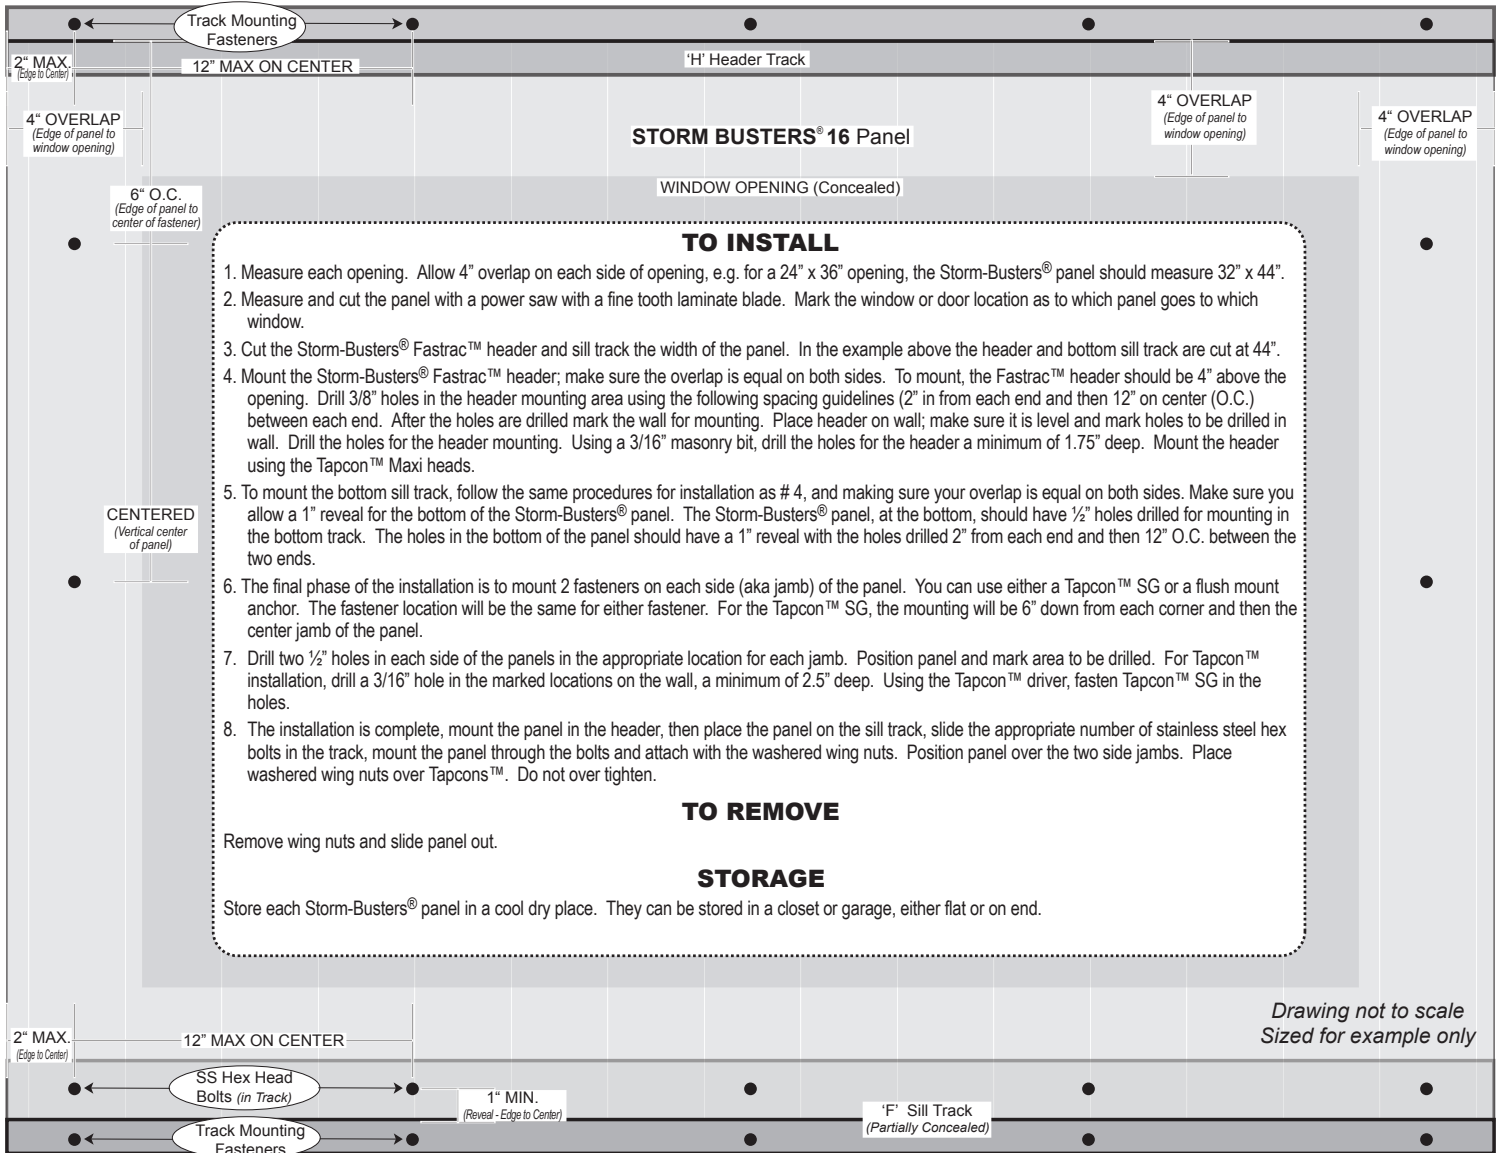 Track Mounting
Fasteners
2“ MAX.
(Edge to Center)
12” MAX ON CENTER
‘H’ Header Track
4“ OVERLAP
(Edge of panel to
window opening)
STORM BUSTERS® 16 Panel
4“ OVERLAP
(Edge of panel to
window opening)
4“ OVERLAP
(Edge of panel to
window opening)
WINDOW OPENING (Concealed)
6“ O.C.
(Edge of panel to
center of fastener)
TO INSTALL
1. Measure each opening. Allow 4” overlap on each side of opening, e.g. for a 24” x 36” opening, the Storm-Busters® panel should measure 32” x 44”.
2. Measure and cut the panel with a power saw with a fine tooth laminate blade. Mark the window or door location as to which panel goes to which
window.
3. Cut the Storm-Busters® Fastrac™ header and sill track the width of the panel. In the example above the header and bottom sill track are cut at 44”.
4. Mount the Storm-Busters® Fastrac™ header; make sure the overlap is equal on both sides. To mount, the Fastrac™ header should be 4” above the
opening. Drill 3/8” holes in the header mounting area using the following spacing guidelines (2” in from each end and then 12” on center (O.C.)
between each end. After the holes are drilled mark the wall for mounting. Place header on wall; make sure it is level and mark holes to be drilled in
wall. Drill the holes for the header mounting. Using a 3/16” masonry bit, drill the holes for the header a minimum of 1.75” deep. Mount the header
using the Tapcon™ Maxi heads.
5. To mount the bottom sill track, follow the same procedures for installation as # 4, and making sure your overlap is equal on both sides. Make sure you
allow a 1” reveal for the bottom of the Storm-Busters® panel. The Storm-Busters® panel, at the bottom, should have ½” holes drilled for mounting in
the bottom track. The holes in the bottom of the panel should have a 1” reveal with the holes drilled 2” from each end and then 12” O.C. between the
two ends.
CENTERED
(Vertical center
of panel)
6. The final phase of the installation is to mount 2 fasteners on each side (aka jamb) of the panel. You can use either a Tapcon™ SG or a flush mount
anchor. The fastener location will be the same for either fastener. For the Tapcon™ SG, the mounting will be 6” down from each corner and then the
center jamb of the panel.
7. Drill two ½” holes in each side of the panels in the appropriate location for each jamb. Position panel and mark area to be drilled. For Tapcon™
installation, drill a 3/16” hole in the marked locations on the wall, a minimum of 2.5” deep. Using the Tapcon™ driver, fasten Tapcon™ SG in the
holes.
8. The installation is complete, mount the panel in the header, then place the panel on the sill track, slide the appropriate number of stainless steel hex
bolts in the track, mount the panel through the bolts and attach with the washered wing nuts. Position panel over the two side jambs. Place
washered wing nuts over Tapcons™. Do not over tighten.
TO REMOVE
Remove wing nuts and slide panel out.
STORAGE
Store each Storm-Busters® panel in a cool dry place. They can be stored in a closet or garage, either flat or on end.
Drawing not to scale
Sized for example only
2“ MAX.
(Edge to Center)
12” MAX ON CENTER
SS Hex Head
Bolts (in Track)
1“ MIN.
(Reveal - Edge to Center)
‘F’ Sill Track
(Partially Concealed)
Track Mounting
Fasteners